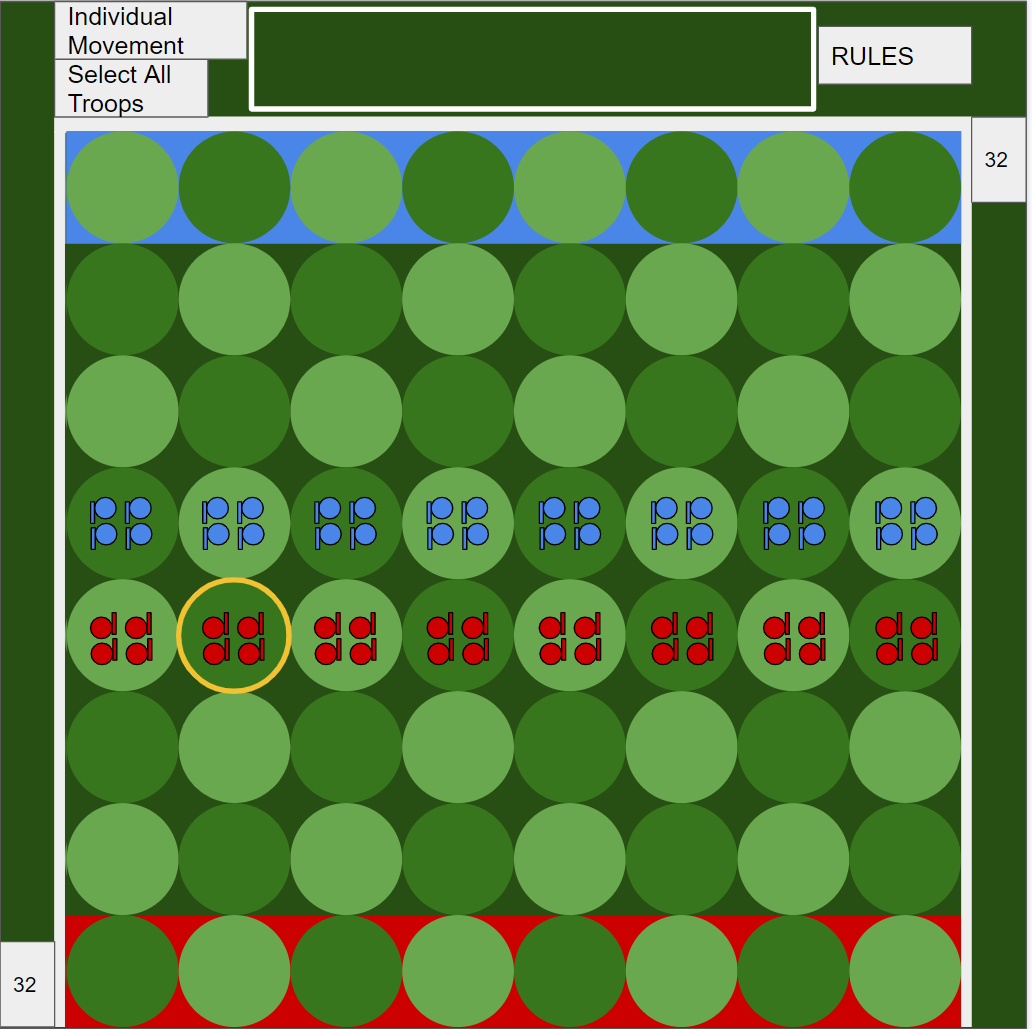 Individual
Movement
Select All
Troops
RULES
32
32